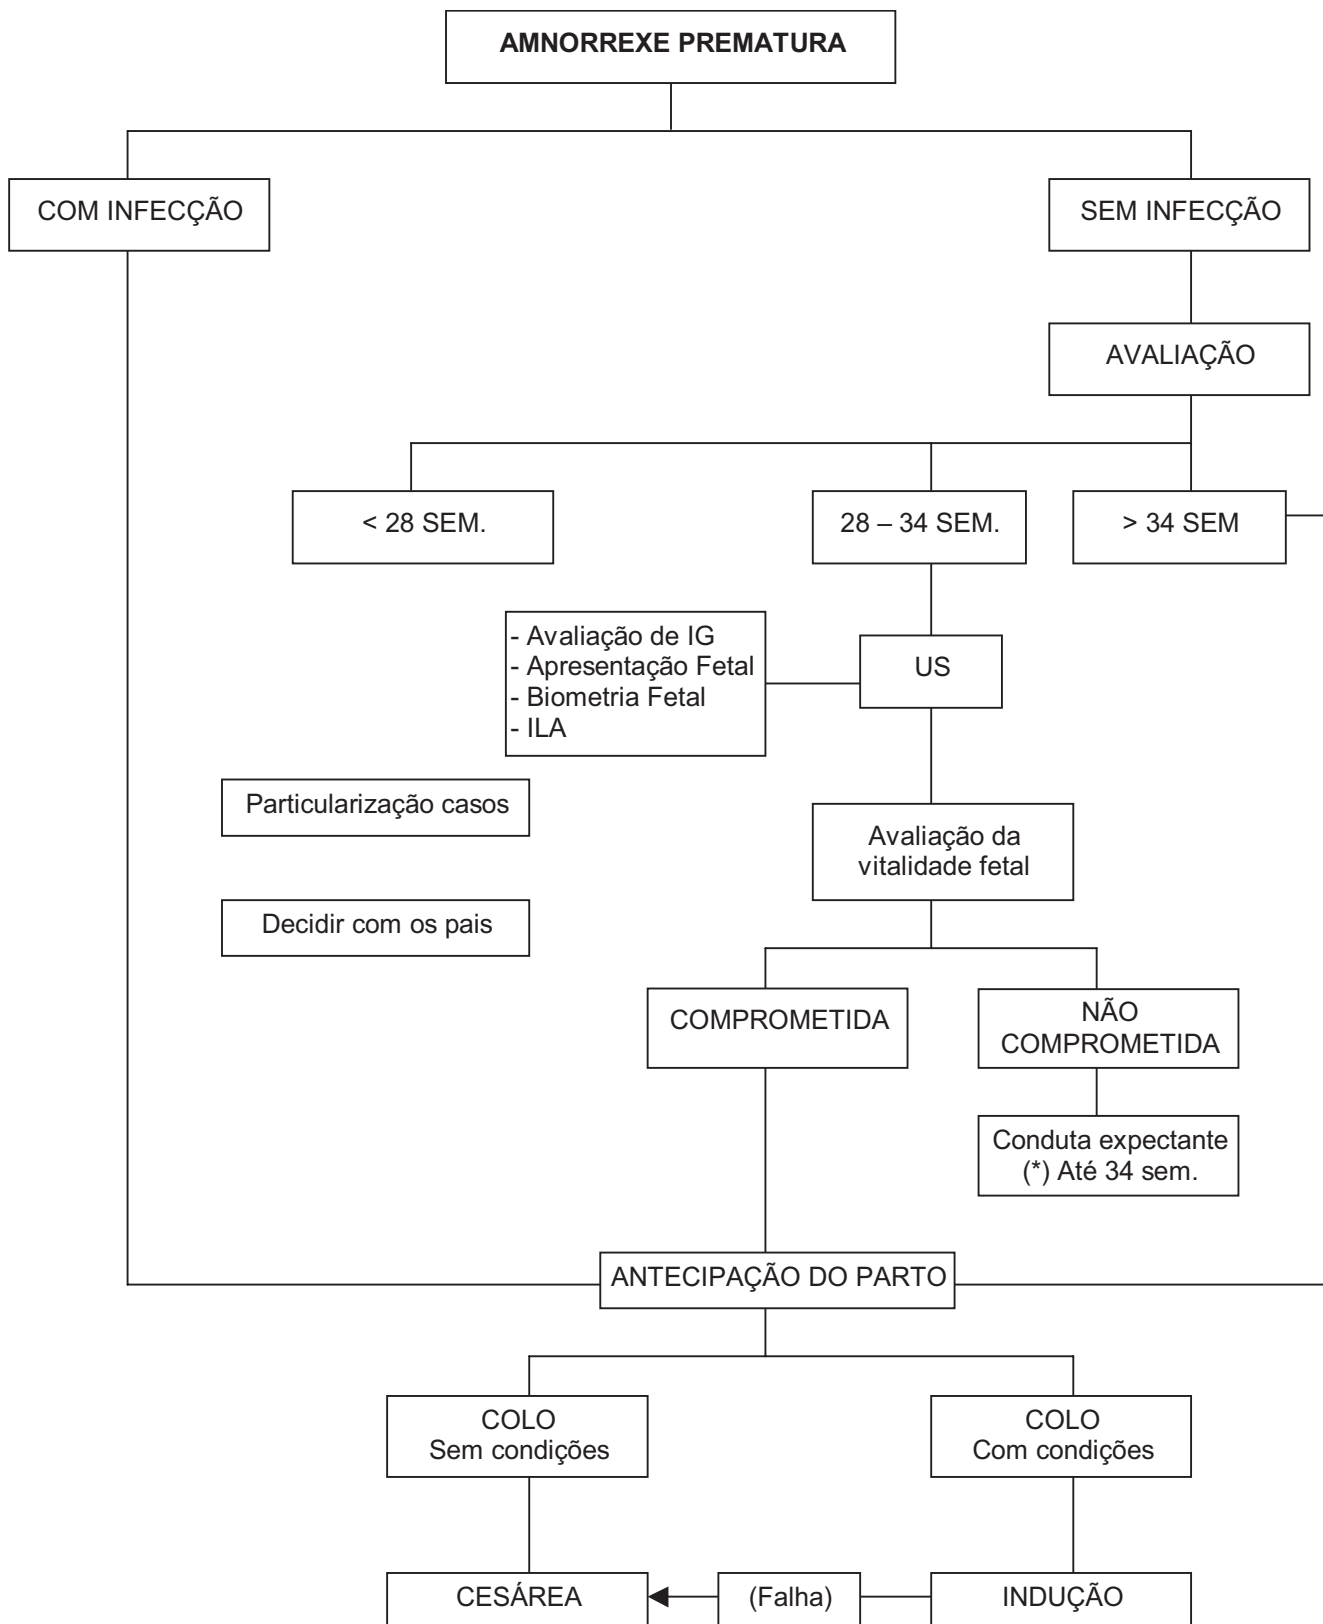 AMNORREXE PREMATURA
COM INFECÇÃO
SEM INFECÇÃO
AVALIAÇÃO
< 28 SEM.
28 – 34 SEM.
> 34 SEM
- Avaliação de IG
- Apresentação Fetal
- Biometria Fetal
- ILA
US
Particularização casos
Avaliação da
vitalidade fetal
Decidir com os pais
COMPROMETIDA
NÃO
COMPROMETIDA
Conduta expectante
(*) Até 34 sem.
ANTECIPAÇÃO DO PARTO
COLO
Sem condições
COLO
Com condições
CESÁREA
(Falha)
INDUÇÃO